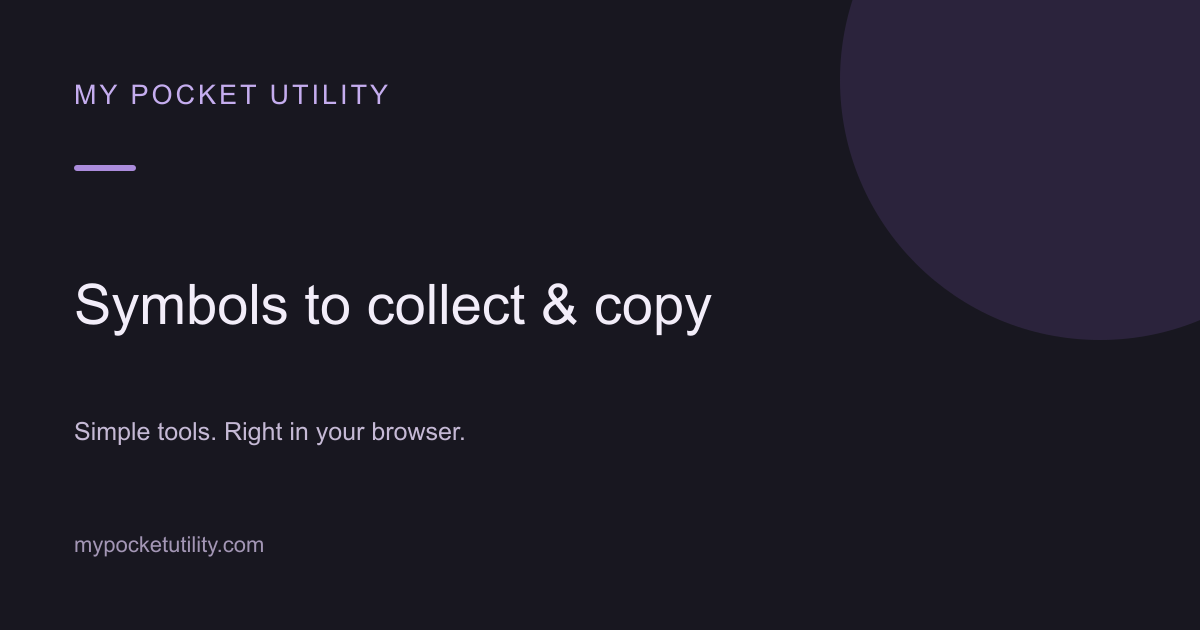 MY POCKET UTILITY
Symbols to collect & copy
Simple tools. Right in your browser.
mypocketutility.com